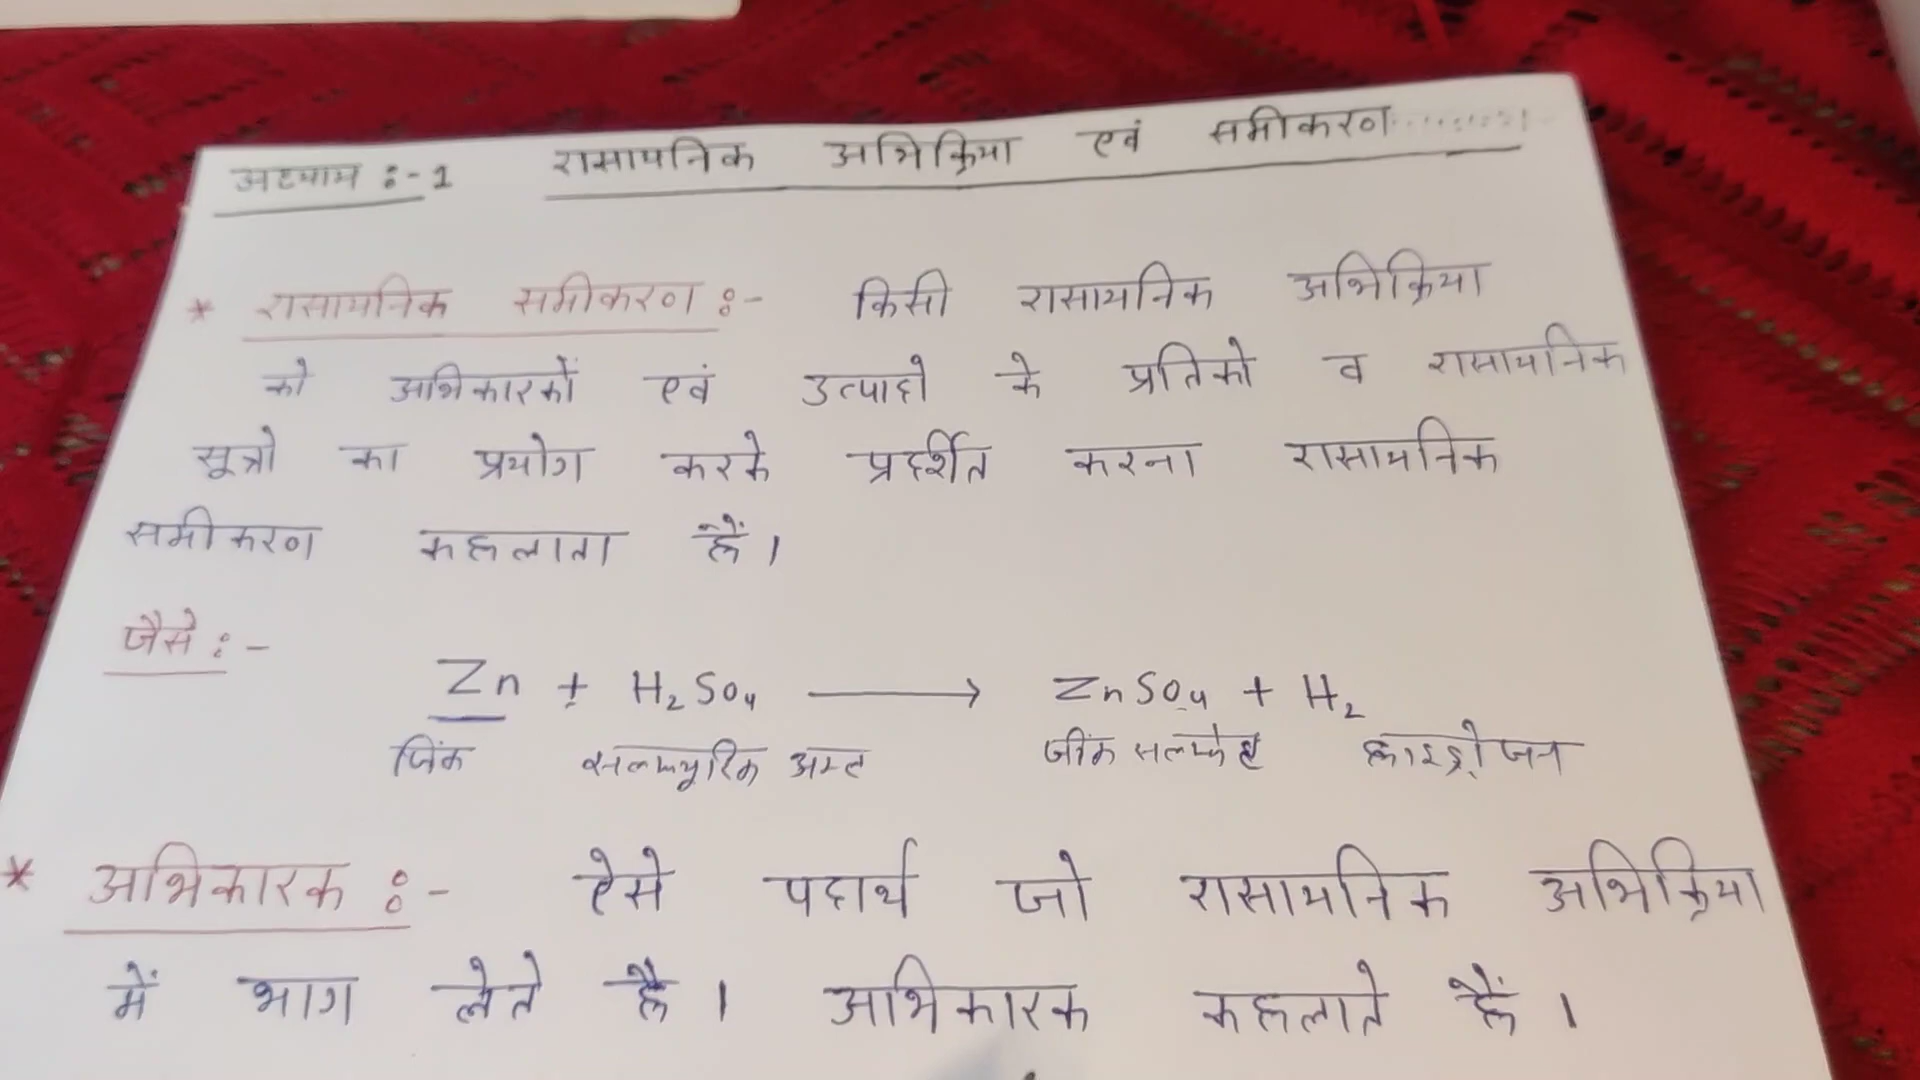 अध्याय :- 1 रासायनिक अभिक्रिया एवं समीकरण
* रासायनिक समीकरण :- किसी रासायनिक अभिक्रिया
को अभिकारकों एवं उत्पादो के प्रतिको व रासायनिक
सूत्रो का प्रयोग करके प्रदर्शित करना रासायनिक
समीकरण कहलाता हैं।
जैसे :-
Zn + H₂SO₄ ⟶ ZnSO₄ + H₂
जिंक सल्फ्यूरिक अम्ल जींक सल्फेट हाइड्रोजन
* अभिकारक :- ऐसे पदार्थ जो रासायनिक अभिक्रिया
में भाग लेते है। अभिकारक कहलाते हैं।